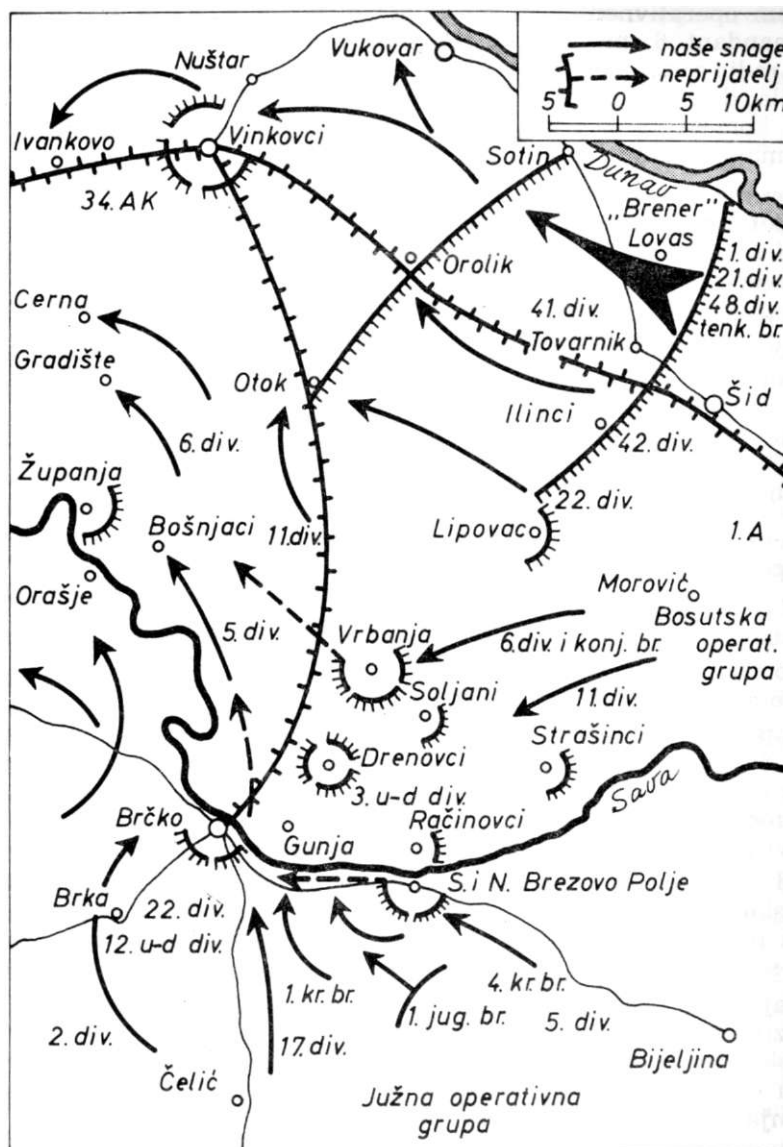 naše snage
neprijatelj
5 0 5 10km
Nuštar
Vukovar
Ivankovo
Vinkovci
Sotin
Dunav
34. AK
„Brener"
Lovas
1. div.
21. div.
48. div.
tenk. br.
Orolik
Cerna
41. div.
Tovarnik
Gradište
Otok
Šid
Ilinci
6. div.
42. div.
Županja
22. div.
Bošnjaci
11. div.
Lipovac
1. A
Orašje
Morović
5. div.
Vrbanja
Bosutska
operat.
grupa
6. div. i konj. br.
Soljani
11. div.
Strašinci
Drenovci
3. u-d div.
Sava
Brčko
Gunja
Račinovci
S. i N. Brezovo Polje
Brka
22. div.
12. u-d div.
1. kr. br.
4. kr. br.
1. jug. br.
5. div.
2. div.
17. div.
Bijeljina
Čelić
Južna operativna
grupa